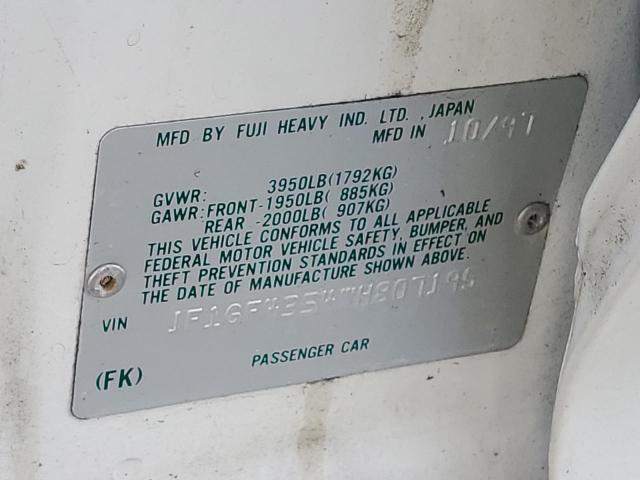 MFD BY FUJI HEAVY IND. LTD., JAPAN
MFD IN 10/97
GVWR: 3950LB(1792KG)
GAWR:FRONT-1950LB( 885KG)
REAR -2000LB( 907KG)
THIS VEHICLE CONFORMS TO ALL APPLICABLE
FEDERAL MOTOR VEHICLE SAFETY, BUMPER, AND
THEFT PREVENTION STANDARDS IN EFFECT ON
THE DATE OF MANUFACTURE SHOWN ABOVE.
VIN
(FK) PASSENGER CAR